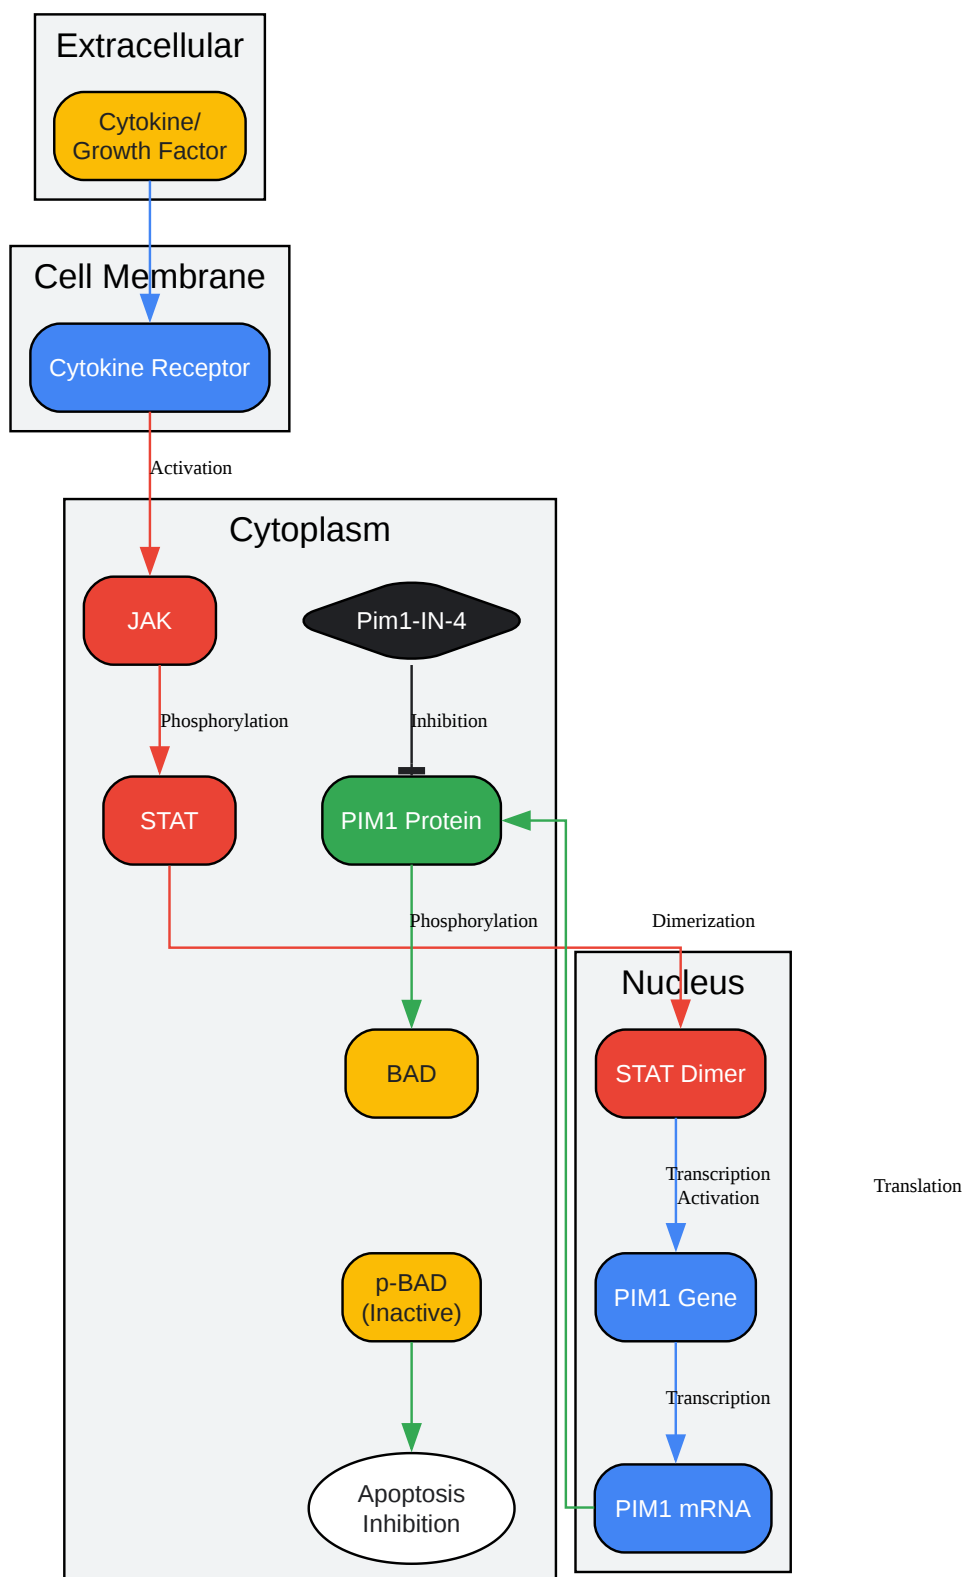 Extracellular
Cytokine/
Growth Factor
Cell Membrane
Cytokine Receptor
Activation
Cytoplasm
JAK
Pim1-IN-4
Phosphorylation
Inhibition
STAT
PIM1 Protein
Phosphorylation
Dimerization
Nucleus
BAD
STAT Dimer
Transcription
Activation
Translation
p-BAD
(Inactive)
PIM1 Gene
Transcription
Apoptosis
Inhibition
PIM1 mRNA